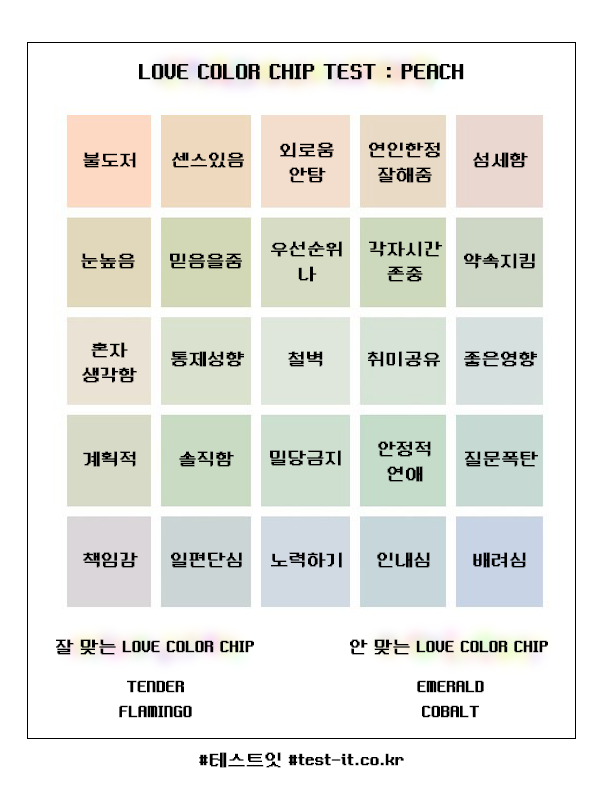 LOVE COLOR CHIP TEST : PEACH
불도저
센스있음
외로움
안탐
연인한정
잘해줌
섬세함
눈높음
믿음을줌
우선순위
나
각자시간
존중
약속지킴
혼자
생각함
통제성향
철벽
취미공유
좋은영향
계획적
솔직함
밀당금지
안정적
연애
질문폭탄
책임감
일편단심
노력하기
인내심
배려심
잘 맞는 LOVE COLOR CHIP
TENDER
FLAMINGO
안 맞는 LOVE COLOR CHIP
EMERALD
COBALT
#테스트잇 #test-it.co.kr